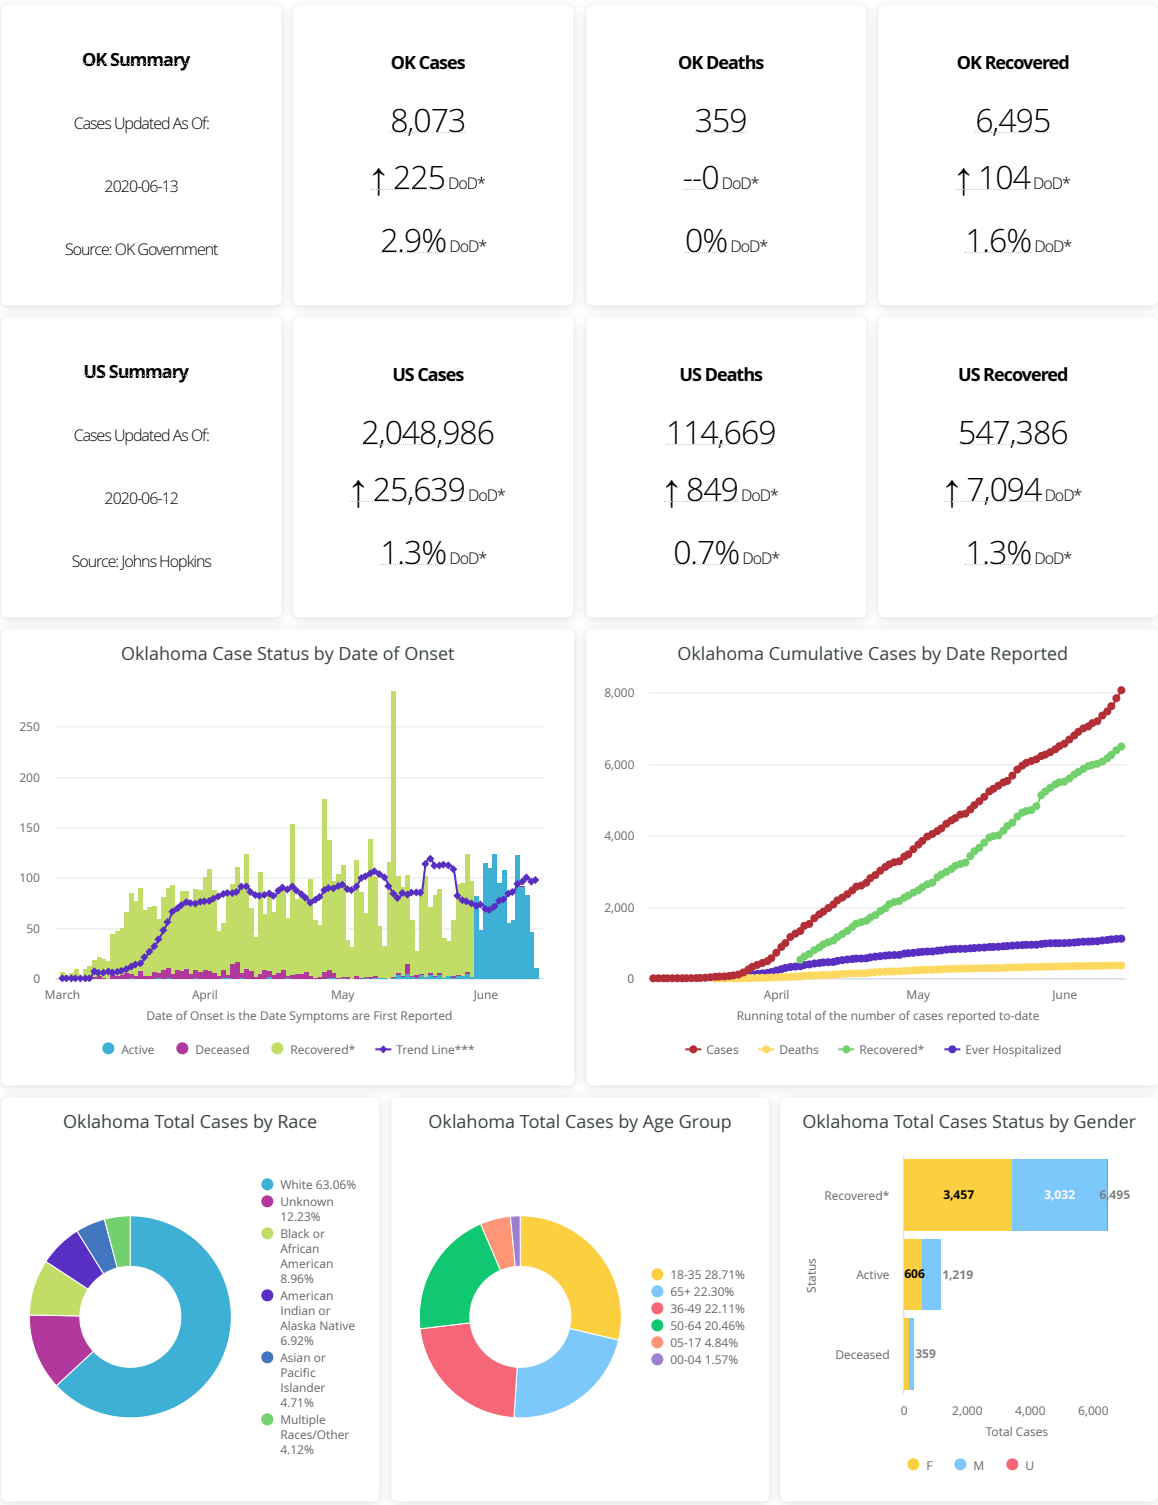 OK Summary
Cases Updated As Of:
2020-06-13
Source: OK Government
OK Cases
8,073
↑ 225 DoD*
2.9% DoD*
OK Deaths
359
--0 DoD*
0% DoD*
OK Recovered
6,495
↑ 104 DoD*
1.6% DoD*
US Summary
Cases Updated As Of:
2020-06-12
Source: Johns Hopkins
US Cases
2,048,986
↑ 25,639 DoD*
1.3% DoD*
US Deaths
114,669
↑ 849 DoD*
0.7% DoD*
US Recovered
547,386
↑ 7,094 DoD*
1.3% DoD*
Oklahoma Case Status by Date of Onset
250
200
150
100
50
0
March April May June
Date of Onset is the Date Symptoms are First Reported
Active Deceased Recovered* Trend Line***
Oklahoma Cumulative Cases by Date Reported
8,000
6,000
4,000
2,000
0
April May June
Running total of the number of cases reported to-date
Cases Deaths Recovered* Ever Hospitalized
Oklahoma Total Cases by Race
White 63.06%
Unknown
12.23%
Black or
African
American
8.96%
American
Indian or
Alaska Native
6.92%
Asian or
Pacific
Islander
4.71%
Multiple
Races/Other
4.12%
Oklahoma Total Cases by Age Group
18-35 28.71%
65+ 22.30%
36-49 22.11%
50-64 20.46%
05-17 4.84%
00-04 1.57%
Oklahoma Total Cases Status by Gender
Status
Recovered* 3,457 3,032 6,495
Active 606 1,219
Deceased 359
0 2,000 4,000 6,000
Total Cases
F M U